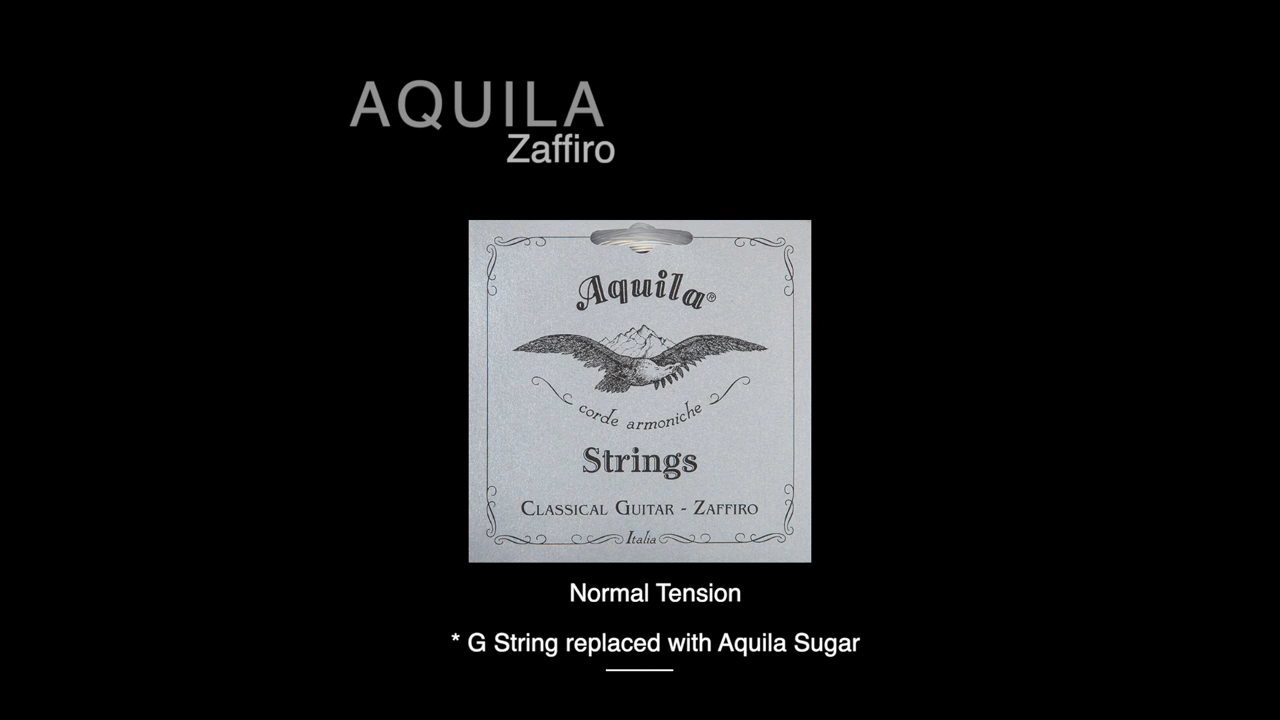 AQUILA
Zaffiro
Aquila®
corde armoniche
Strings
CLASSICAL GUITAR - ZAFFIRO
Italia
Normal Tension
* G String replaced with Aquila Sugar